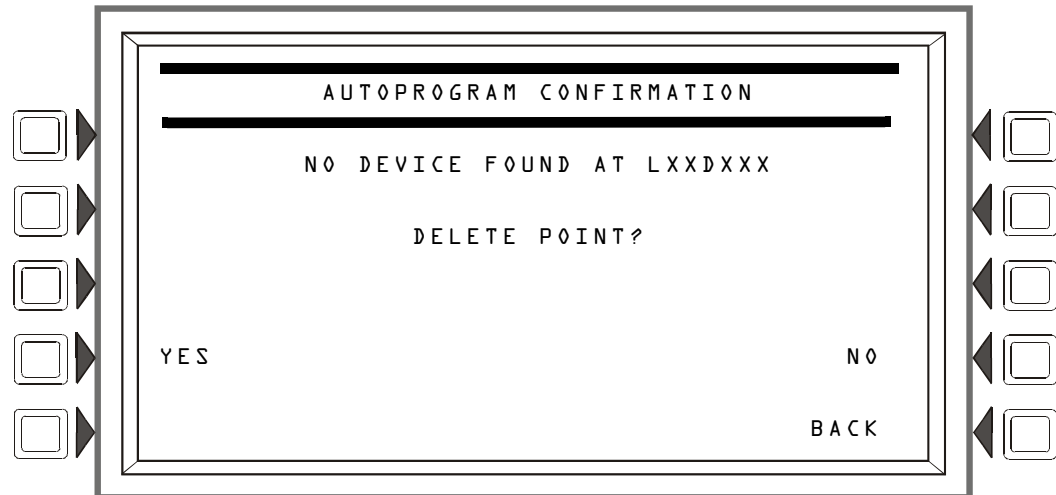 AUTOPROGRAM CONFIRMATION
NO DEVICE FOUND AT LXXDXXX
DELETE POINT?
YES NO
BACK